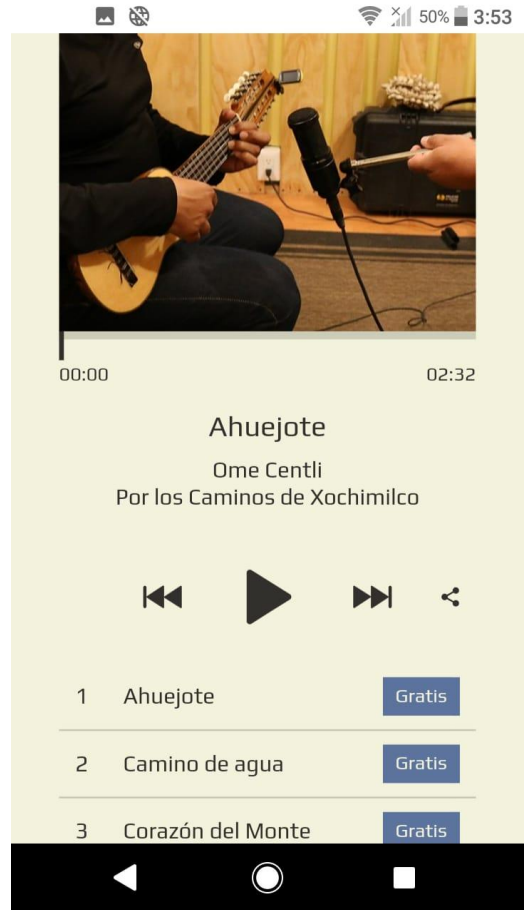 50% 3:53
00:00 02:32
Ahuejote
Ome Centli
Por los Caminos de Xochimilco
1 Ahuejote Gratis
2 Camino de agua Gratis
3 Corazón del Monte Gratis